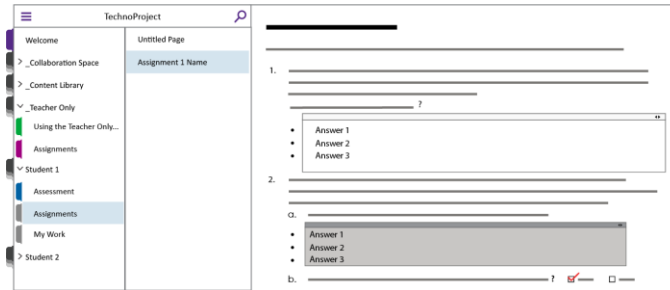 TechnoProject
Welcome
_Collaboration Space
_Content Library
_Teacher Only
Using the Teacher Only...
Assignments
Student 1
Assessment
Assignments
My Work
Student 2
Untitled Page
Assignment 1 Name
1.
?
• Answer 1
• Answer 2
• Answer 3
2.
a.
• Answer 1
• Answer 2
• Answer 3
b. ?